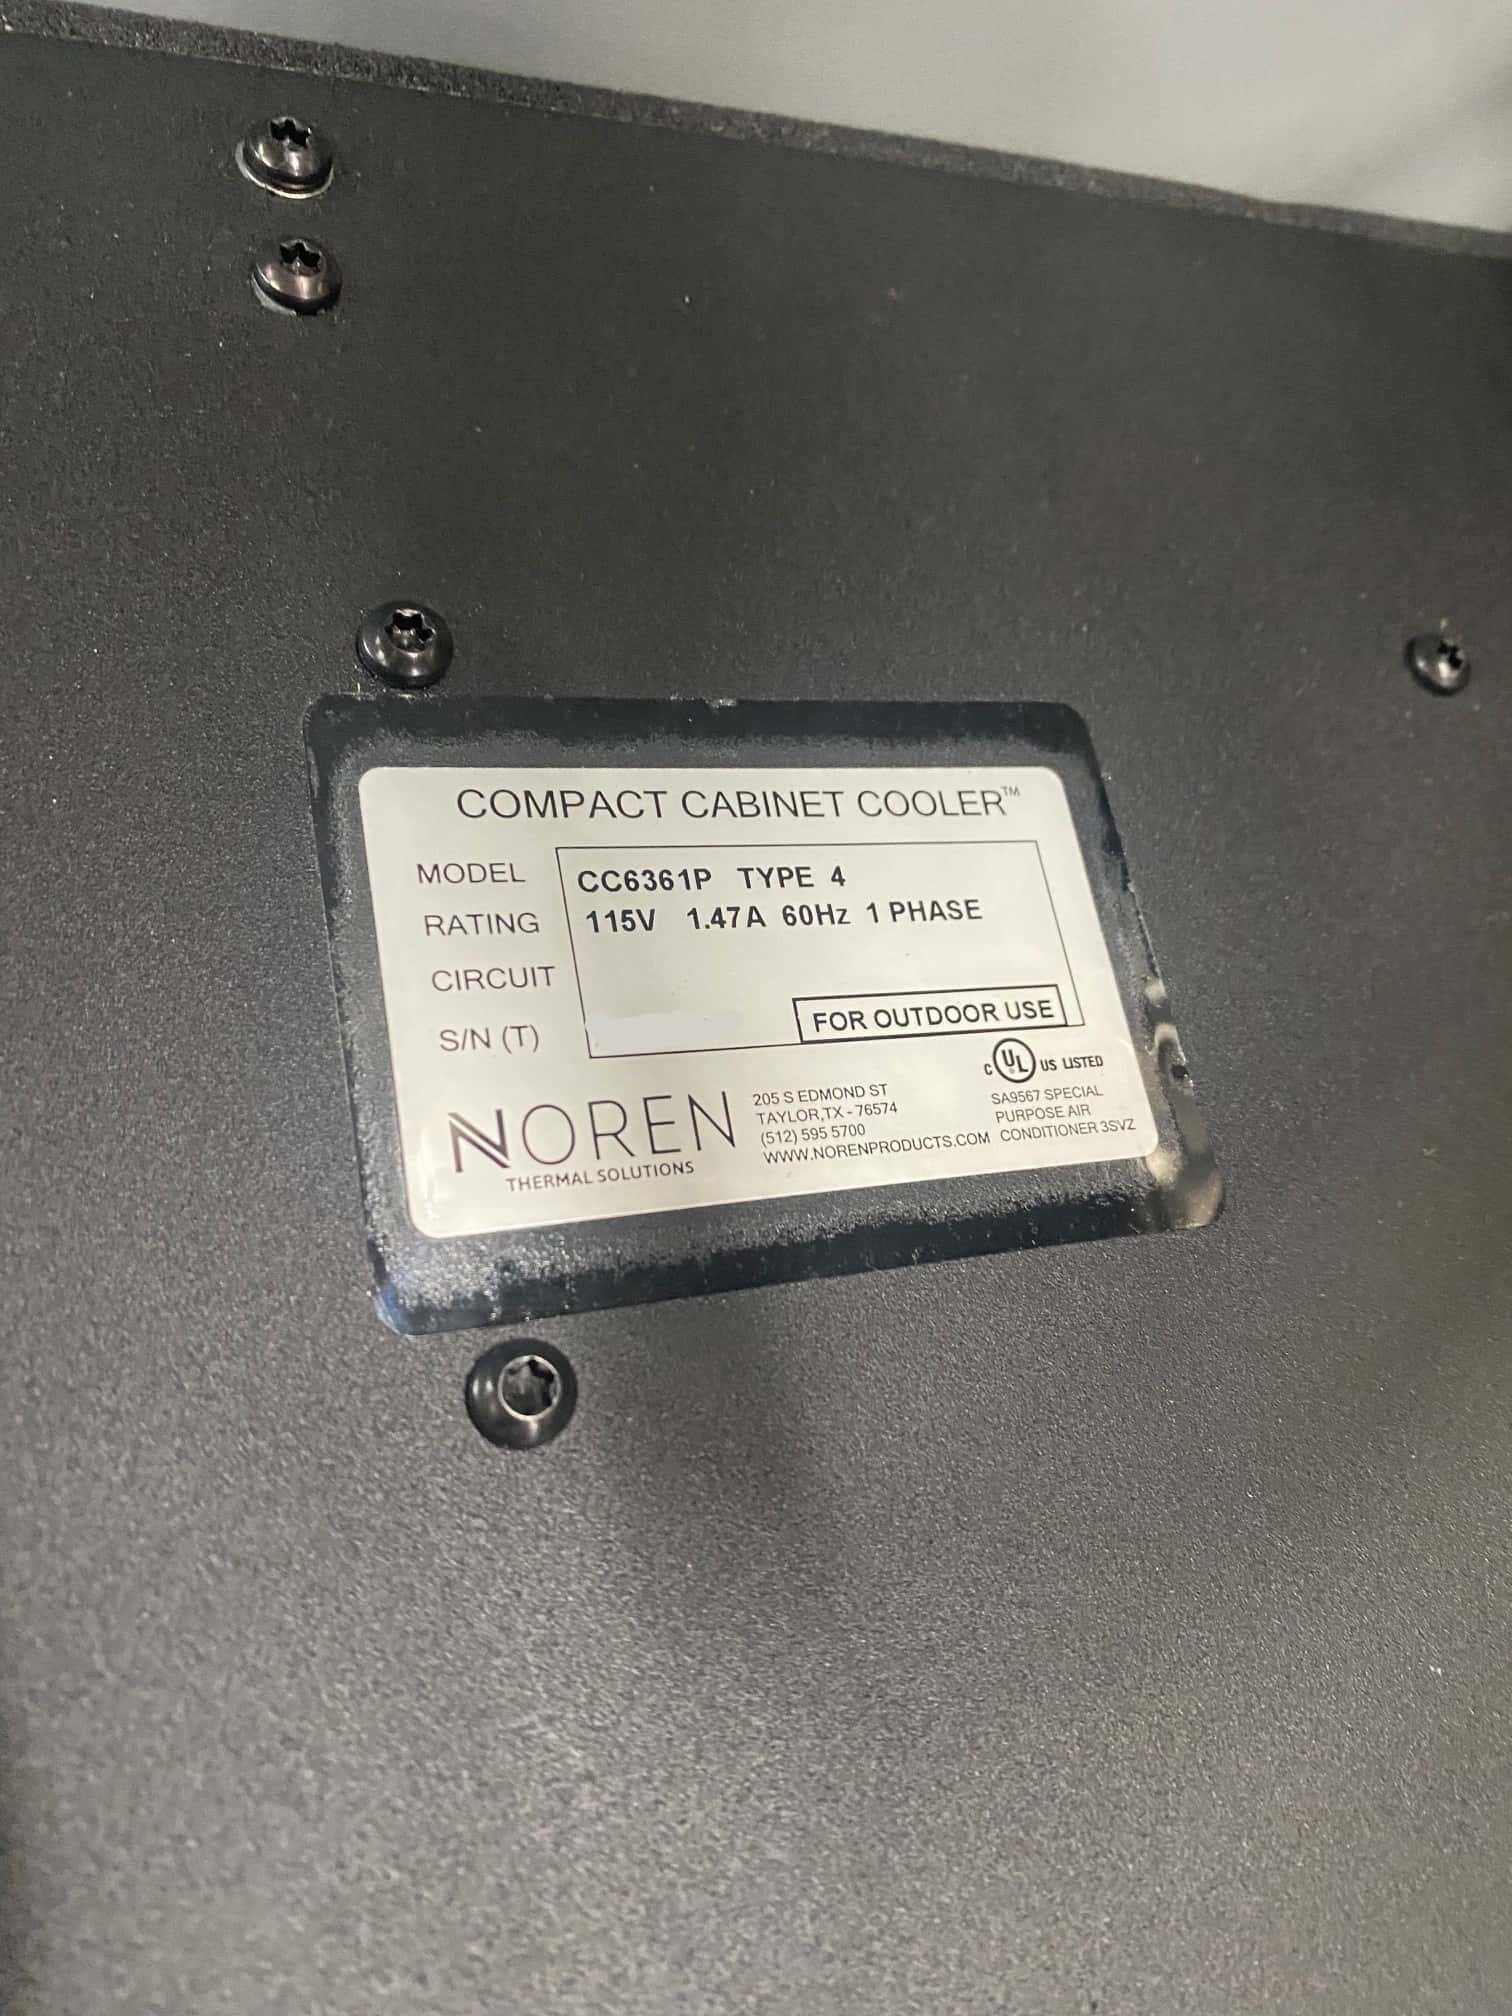 COMPACT CABINET COOLER™
MODEL CC6361P TYPE 4
RATING 115V 1.47A 60Hz 1 PHASE
CIRCUIT
S/N (T) FOR OUTDOOR USE
NOREN
THERMAL SOLUTIONS
205 S EDMOND ST
TAYLOR,TX - 76574
(512) 595 5700
WWW.NORENPRODUCTS.COM
C UL US LISTED
SA9567 SPECIAL
PURPOSE AIR
CONDITIONER 3SVZ